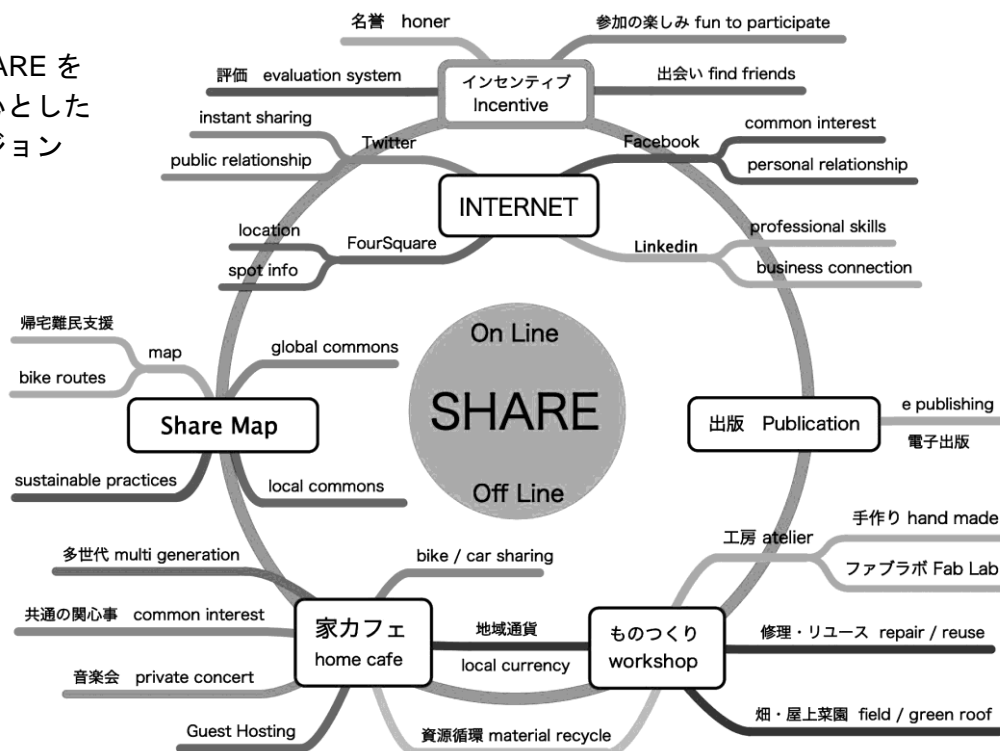 ARE を
心とした
ジョン
名誉 honer
参加の楽しみ fun to participate
評価 evaluation system
インセンティブ
Incentive
出会い find friends
instant sharing
public relationship
Twitter
Facebook
common interest
personal relationship
INTERNET
location
spot info
FourSquare
Linkedin
professional skills
business connection
帰宅難民支援
bike routes
map
global commons
Share Map
sustainable practices
local commons
On Line
SHARE
Off Line
出版 Publication
e publishing
電子出版
工房 atelier
手作り hand made
ファブラボ Fab Lab
多世代 multi generation
bike / car sharing
共通の関心事 common interest
家カフェ
home cafe
地域通貨
local currency
ものつくり
workshop
修理・リユース repair / reuse
音楽会 private concert
Guest Hosting
資源循環 material recycle
畑・屋上菜園 field / green roof